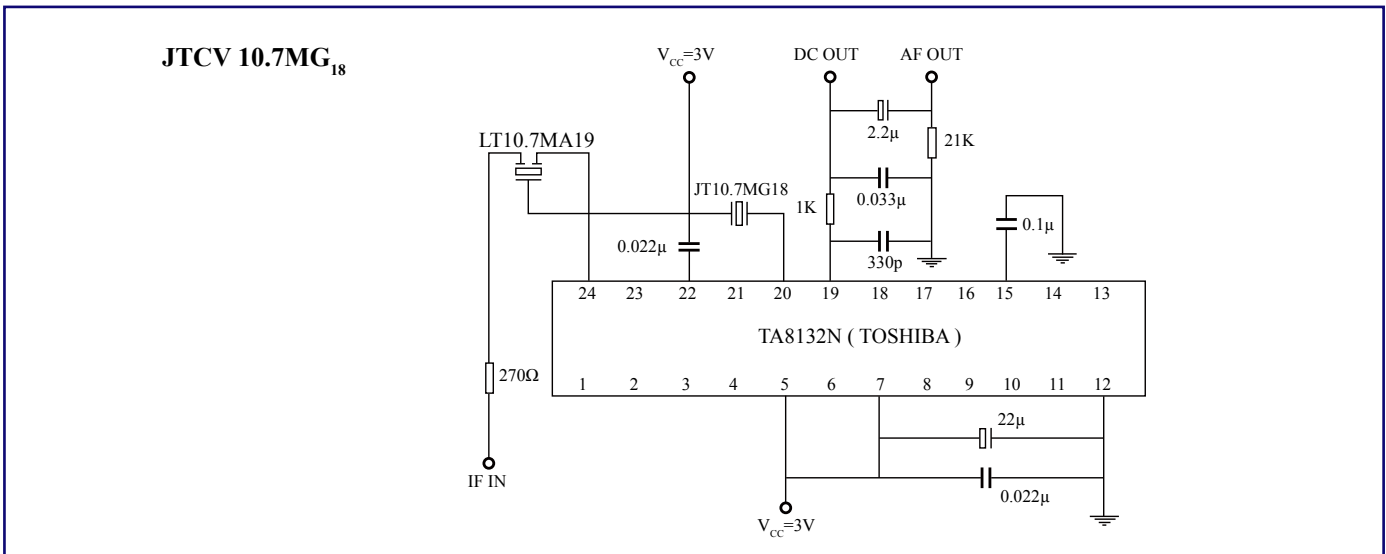 JTCV 10.7MG18
VCC=3V
DC OUT
AF OUT
2.2μ
21K
LT10.7MA19
JT10.7MG18
1K
0.033μ
0.1μ
0.022μ
330p
24 23 22 21 20 19 18 17 16 15 14 13
TA8132N ( TOSHIBA )
270Ω
1 2 3 4 5 6 7 8 9 10 11 12
22μ
IF IN
0.022μ
VCC=3V